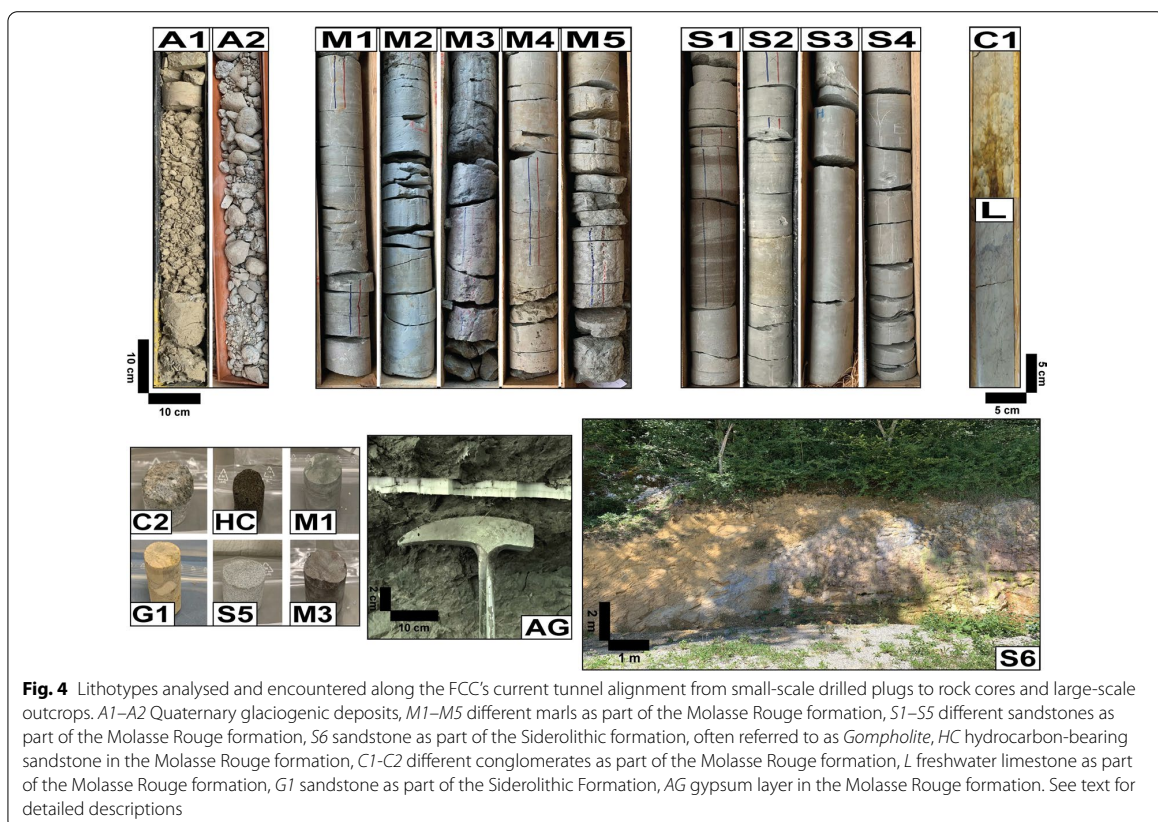 A1 A2 M1 M2 M3 M4 M5 S1 S2 S3 S4 C1
L
10 cm
10 cm
5 cm
5 cm
C2 HC M1
G1 S5 M3
2 cm
10 cm
AG
2 m
1 m
S6
Fig. 4 Lithotypes analysed and encountered along the FCC's current tunnel alignment from small-scale drilled plugs to rock cores and large-scale
outcrops. A1–A2 Quaternary glaciogenic deposits, M1–M5 different marls as part of the Molasse Rouge formation, S1–S5 different sandstones as
part of the Molasse Rouge formation, S6 sandstone as part of the Siderolithic formation, often referred to as Gompholite, HC hydrocarbon-bearing
sandstone in the Molasse Rouge formation, C1-C2 different conglomerates as part of the Molasse Rouge formation, L freshwater limestone as part
of the Molasse Rouge formation, G1 sandstone as part of the Siderolithic Formation, AG gypsum layer in the Molasse Rouge formation. See text for
detailed descriptions